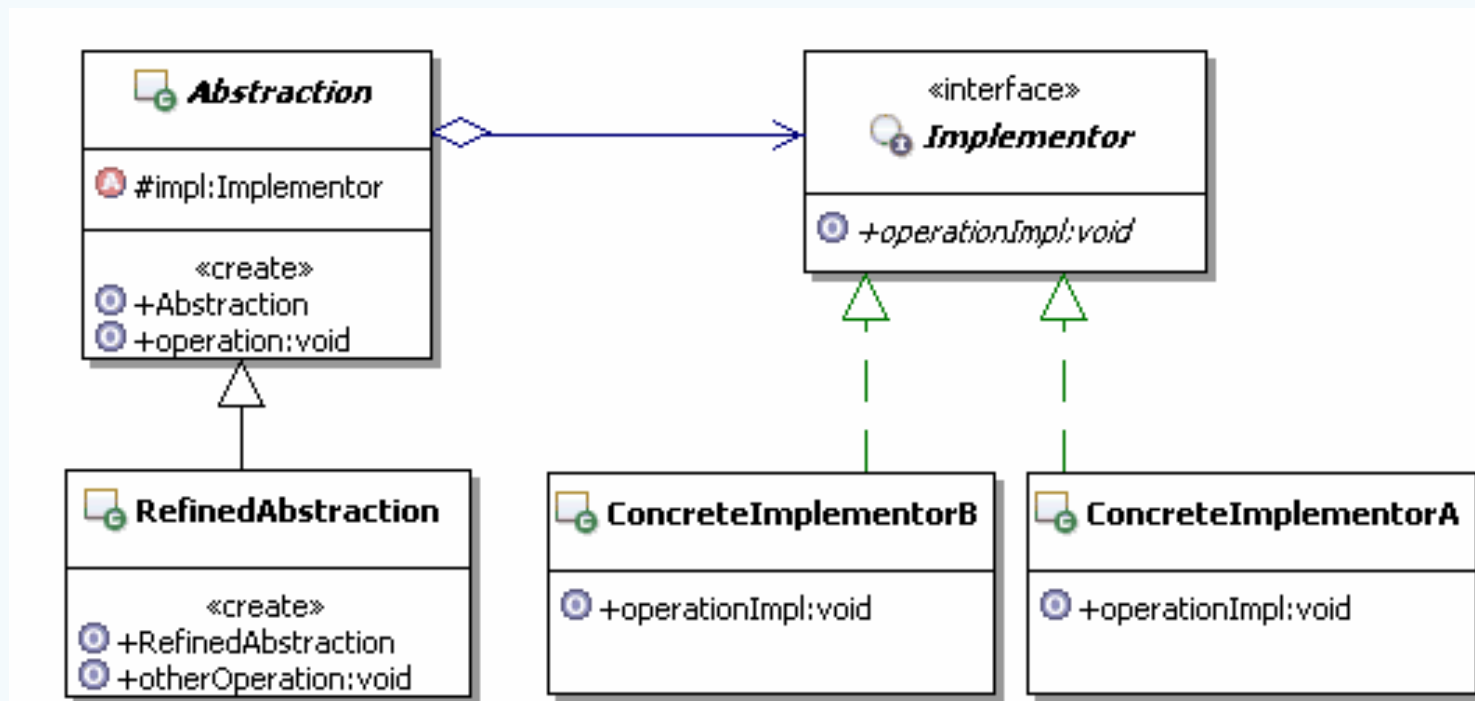 Abstraction
#impl:Implementor
«create»
+Abstraction
+operation:void
«interface»
Implementor
+operationImpl:void
RefinedAbstraction
«create»
+RefinedAbstraction
+otherOperation:void
ConcreteImplementorB
+operationImpl:void
ConcreteImplementorA
+operationImpl:void